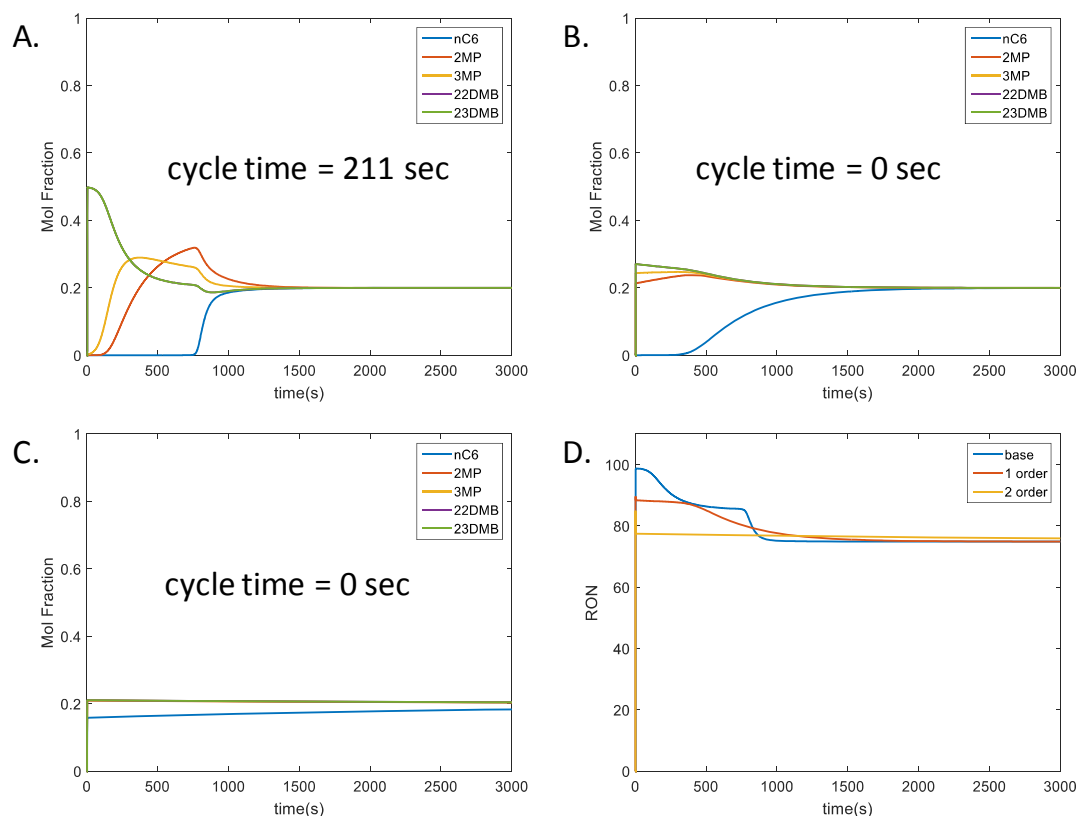 A.
1
0.8
0.6
0.4
0.2
0
Mol Fraction
nC6
2MP
3MP
22DMB
23DMB
cycle time = 211 sec
0 500 1000 1500 2000 2500 3000
time(s)
B.
1
0.8
0.6
0.4
0.2
0
Mol Fraction
nC6
2MP
3MP
22DMB
23DMB
cycle time = 0 sec
0 500 1000 1500 2000 2500 3000
time(s)
C.
1
0.8
0.6
0.4
0.2
0
Mol Fraction
nC6
2MP
3MP
22DMB
23DMB
cycle time = 0 sec
0 500 1000 1500 2000 2500 3000
time(s)
D.
100
80
60
40
20
0
RON
base
1 order
2 order
0 500 1000 1500 2000 2500 3000
time(s)